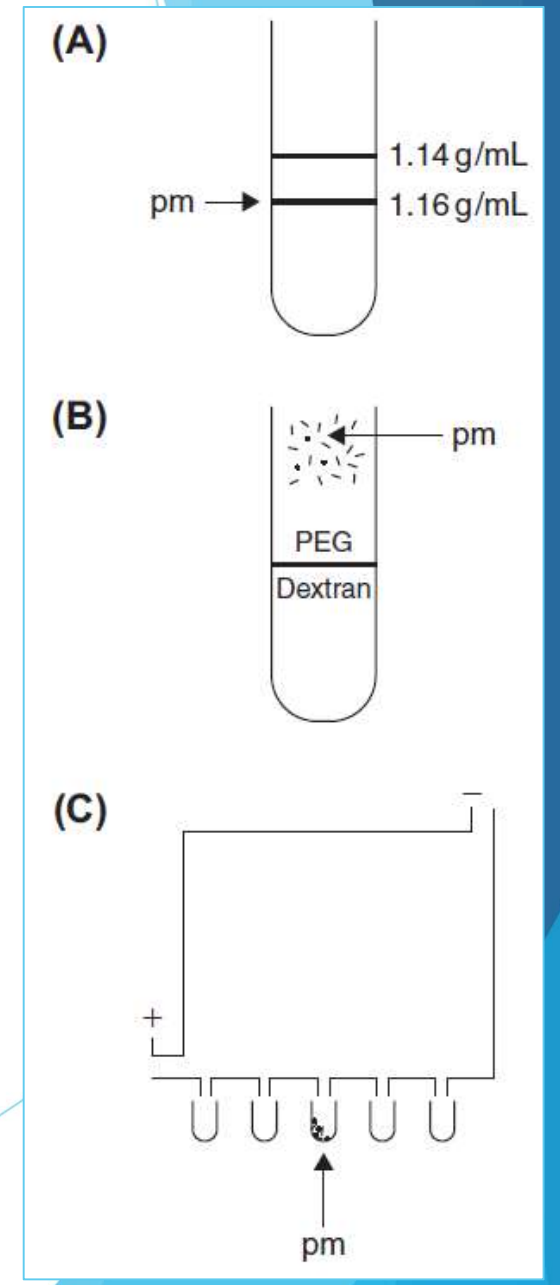 (A)
1.14 g/mL
pm
1.16 g/mL
(B)
pm
PEG
Dextran
(C)
−
+
pm